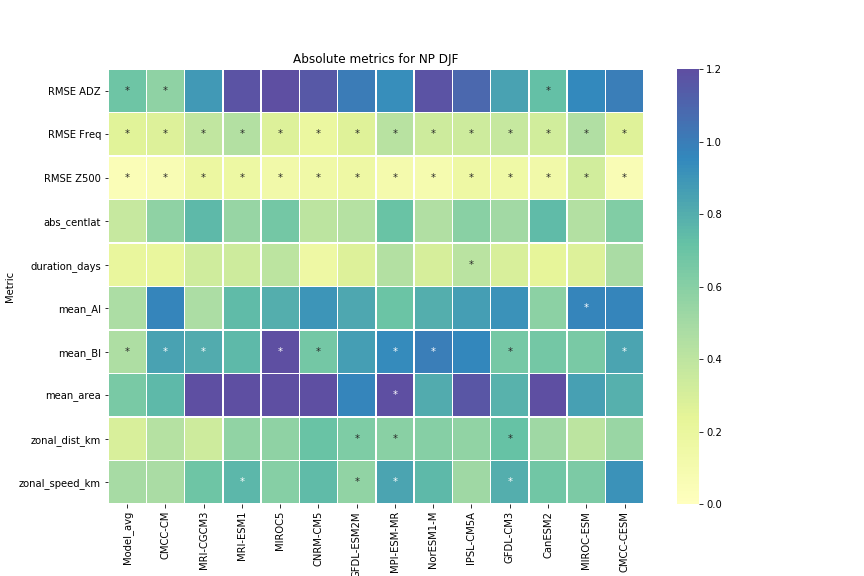 Absolute metrics for NP DJF
Metric
RMSE ADZ
* * *
RMSE Freq
* * * * * * * * * * * * * *
RMSE Z500
* * * * * * * * * * * * * *
abs_centlat
duration_days
*
mean_AI
*
mean_BI
* * * * * * * * *
mean_area
*
zonal_dist_km
* * *
zonal_speed_km
* * * *
Model_avg
CMCC-CM
MRI-CGCM3
MRI-ESM1
MIROC5
CNRM-CM5
GFDL-ESM2M
MPI-ESM-MR
NorESM1-M
IPSL-CM5A
GFDL-CM3
CanESM2
MIROC-ESM
CMCC-CESM
1.2
1.0
0.8
0.6
0.4
0.2
0.0